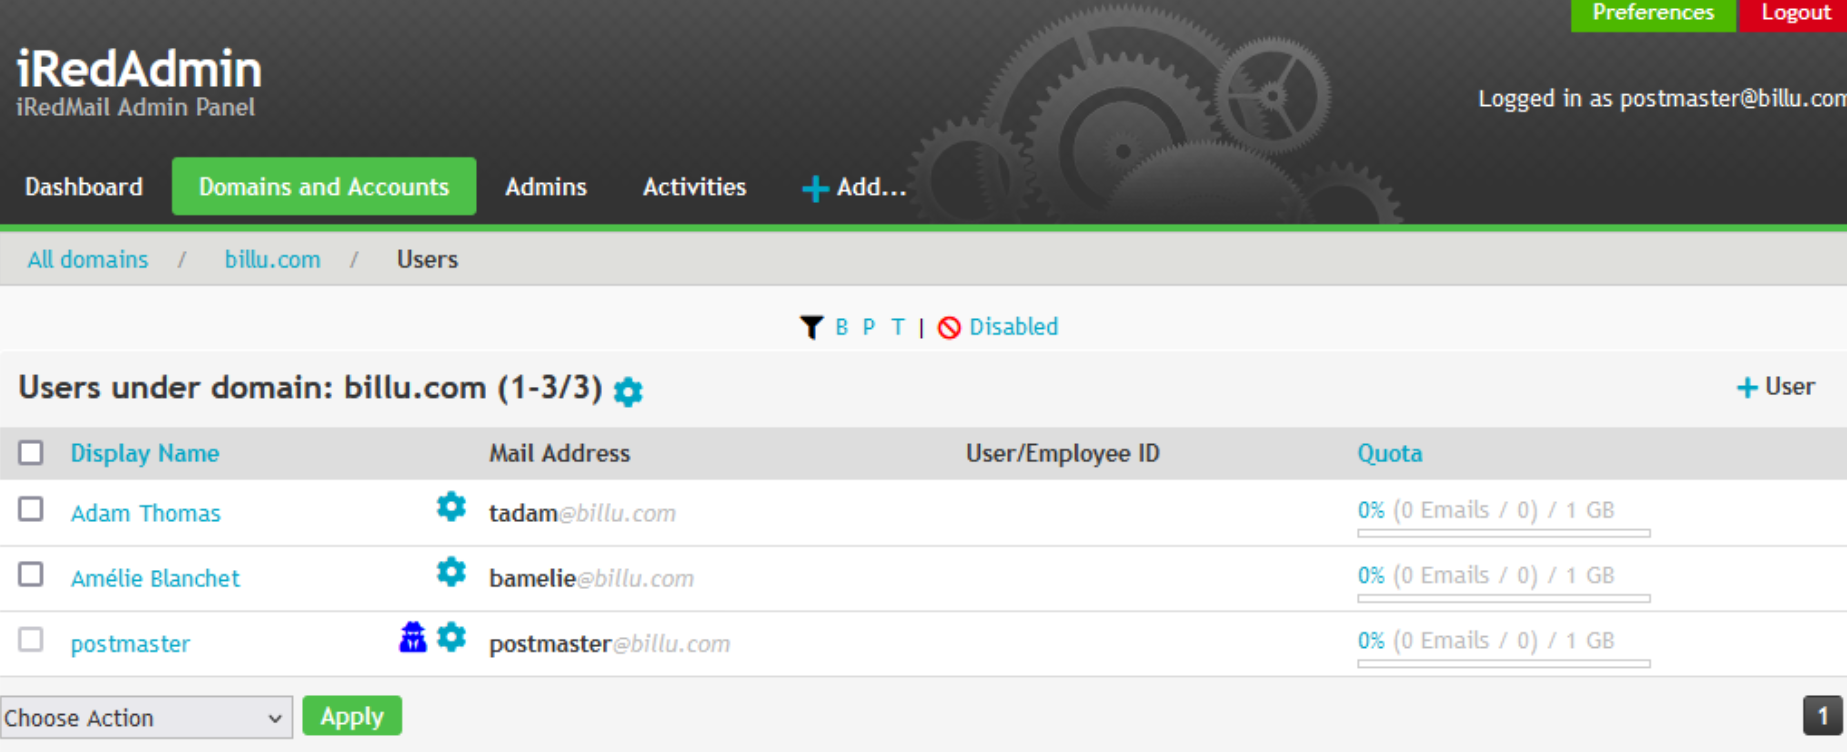 Preferences Logout
iRedAdmin
iRedMail Admin Panel
Logged in as postmaster@billu.com
Dashboard Domains and Accounts Admins Activities + Add...
All domains / billu.com / Users
B P T | Disabled
Users under domain: billu.com (1-3/3) + User
Display Name Mail Address User/Employee ID Quota
Adam Thomas tadam@billu.com 0% (0 Emails / 0) / 1 GB
Amélie Blanchet bamelie@billu.com 0% (0 Emails / 0) / 1 GB
postmaster postmaster@billu.com 0% (0 Emails / 0) / 1 GB
Choose Action Apply 1